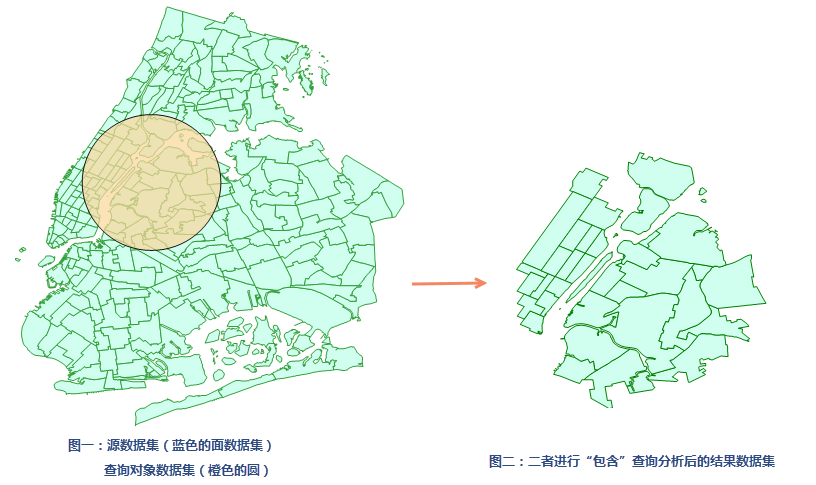 图一：源数据集（蓝色的面数据集）
查询对象数据集（橙色的圆）
图二：二者进行“包含”查询分析后的结果数据集